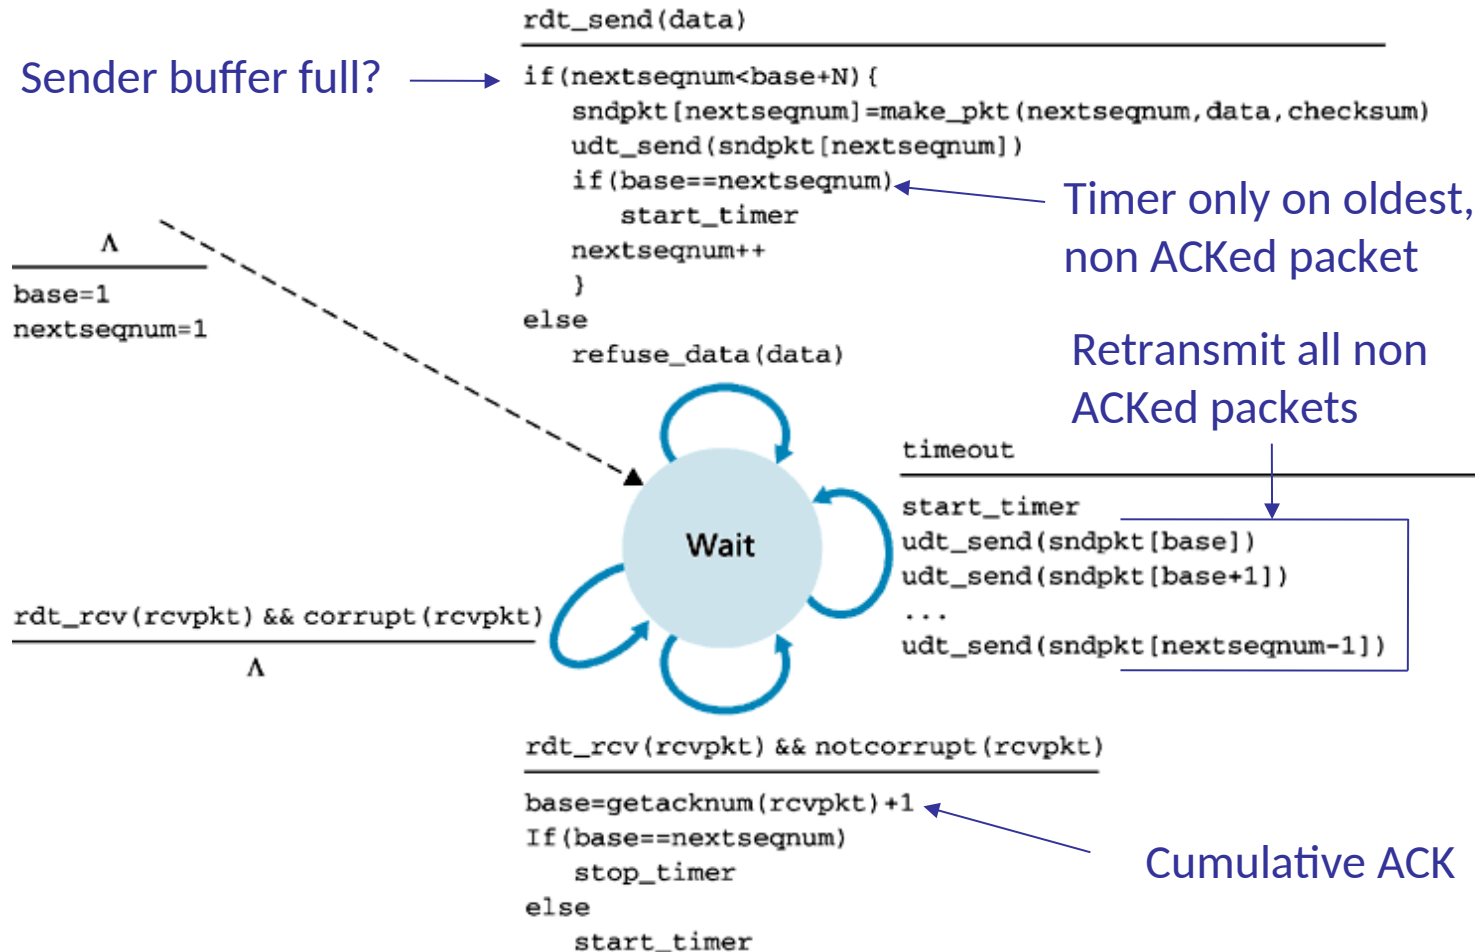 rdt_send(data)
Sender buffer full?
if(nextseqnum<base+N){
sndpkt[nextseqnum]=make_pkt(nextseqnum,data,checksum)
udt_send(sndpkt[nextseqnum])
if(base==nextseqnum)
start_timer
nextseqnum++
}
else
refuse_data(data)
Timer only on oldest,
non ACKed packet
Λ
base=1
nextseqnum=1
Retransmit all non
ACKed packets
timeout
start_timer
udt_send(sndpkt[base])
udt_send(sndpkt[base+1])
...
udt_send(sndpkt[nextseqnum-1])
Wait
rdt_rcv(rcvpkt) && corrupt(rcvpkt)
Λ
rdt_rcv(rcvpkt) && notcorrupt(rcvpkt)
base=getacknum(rcvpkt)+1
If(base==nextseqnum)
stop_timer
else
start_timer
Cumulative ACK